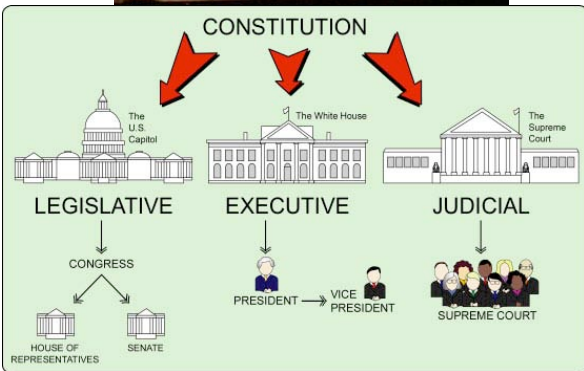 CONSTITUTION
The
U.S.
Capitol
The White House
The
Supreme
Court
LEGISLATIVE
EXECUTIVE
JUDICIAL
CONGRESS
HOUSE OF
REPRESENTATIVES
SENATE
PRESIDENT
VICE
PRESIDENT
SUPREME COURT